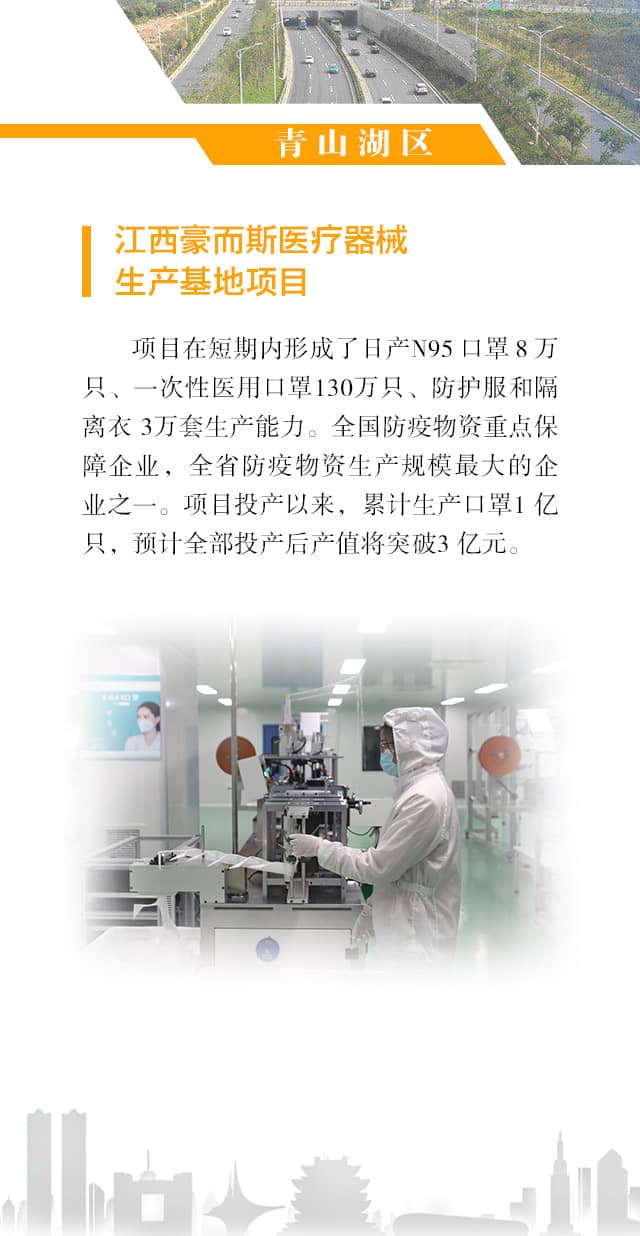 青山湖区
江西豪而斯医疗器械
生产基地项目
项目在短期内形成了日产N95 口罩 8 万
只、一次性医用口罩130万只、防护服和隔
离衣 3万套生产能力。全国防疫物资重点保
障企业，全省防疫物资生产规模最大的企
业之一。项目投产以来，累计生产口罩1 亿
只，预计全部投产后产值将突破3 亿元。